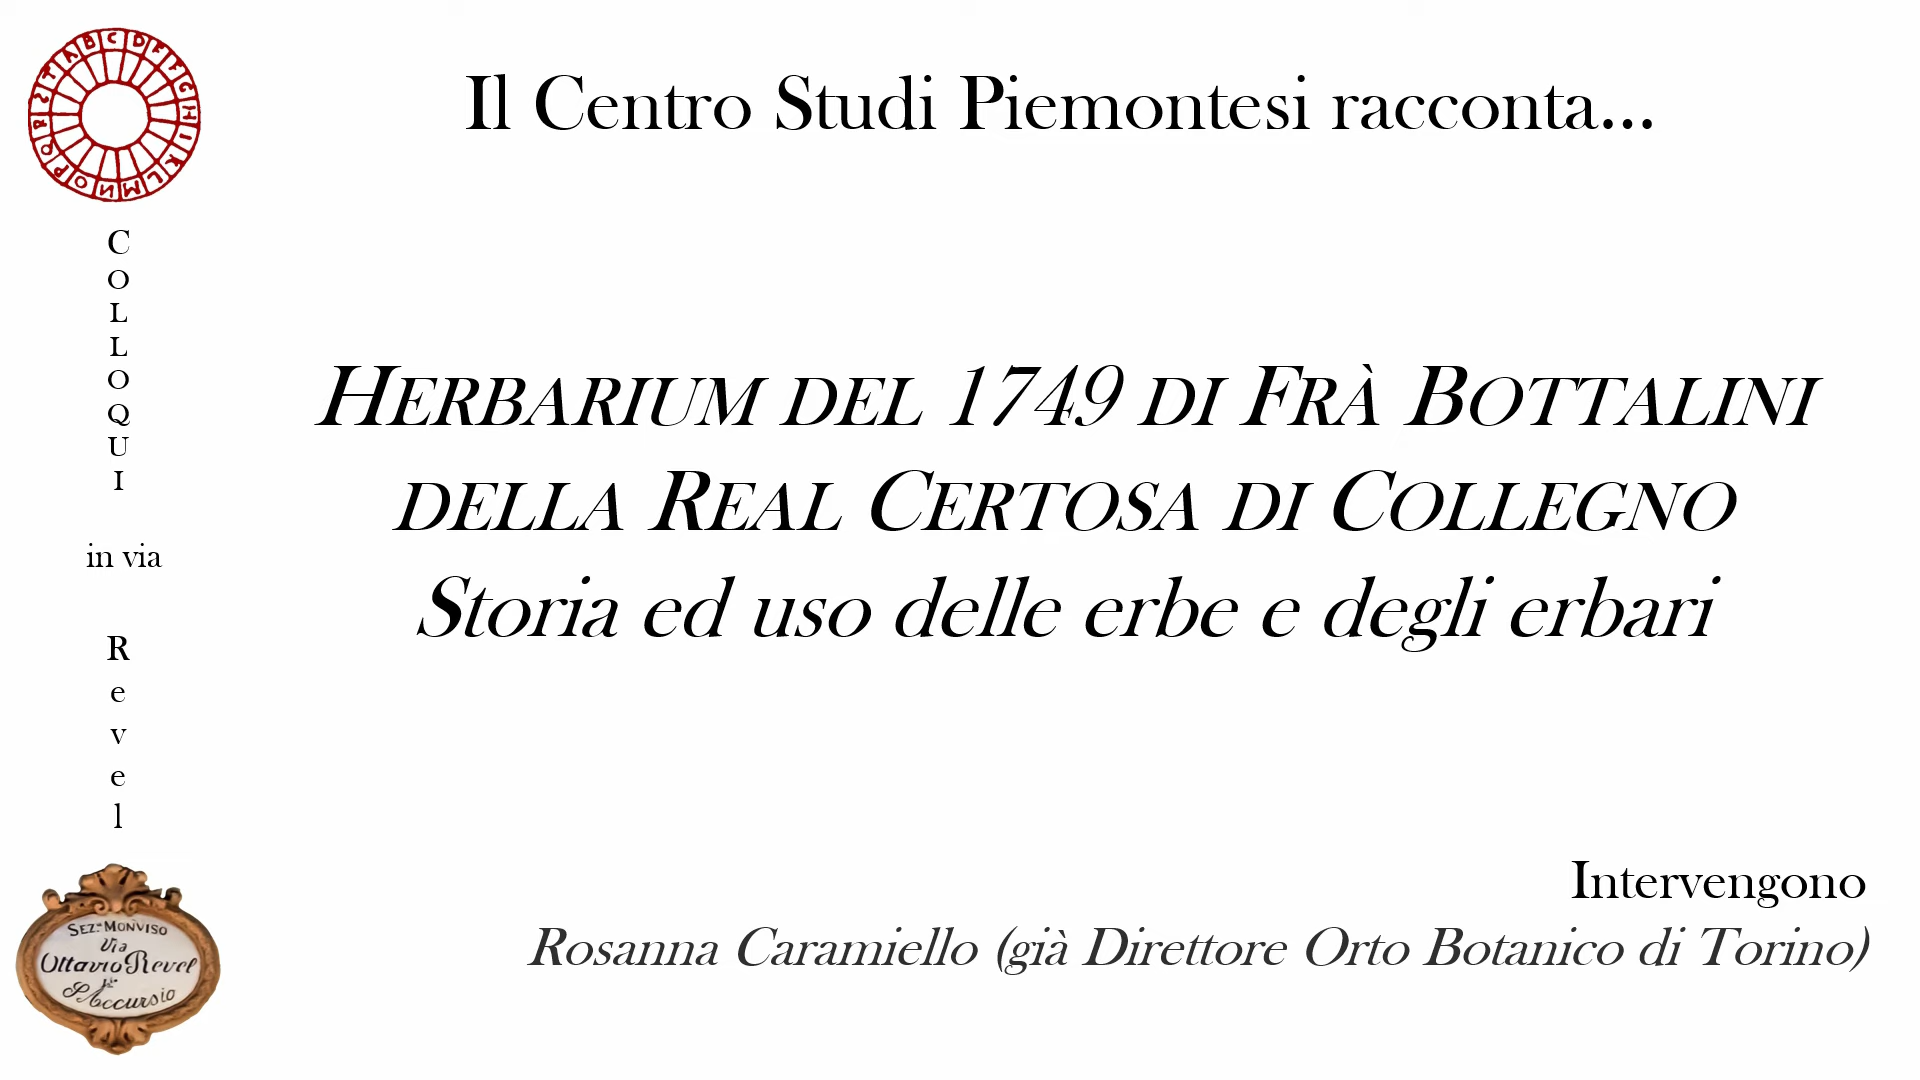 Il Centro Studi Piemontesi racconta...
HERBARIUM DEL 1749 DI FRÀ BOTTALINI
DELLA REAL CERTOSA DI COLLEGNO
Storia ed uso delle erbe e degli erbari
Intervengono
Rosanna Caramiello (già Direttore Orto Botanico di Torino)
A B C D E F G H I K L M N O P Q R S T
COLLOQUI
in via
Revel
SEZ.E MONVISO
Via
Ottavio Revel
S. Accursio